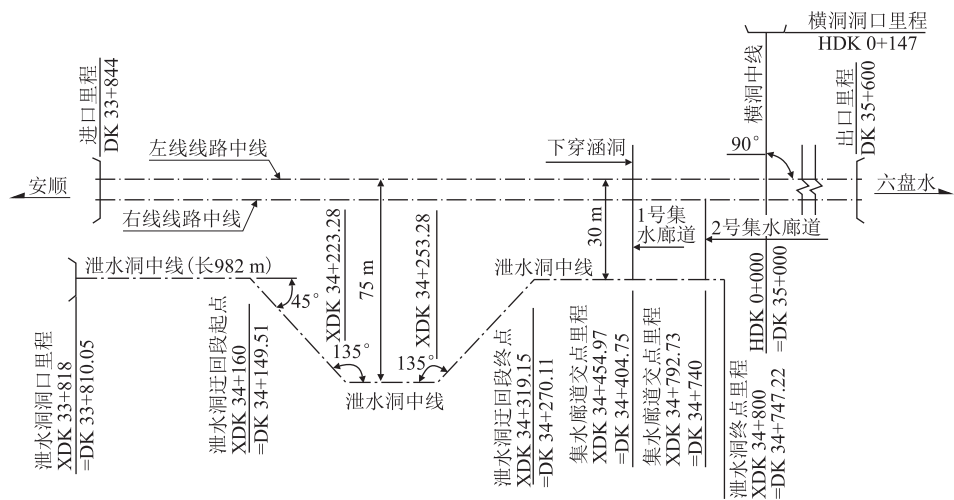 横洞洞口里程
HDK 0+147
进口里程
DK 33+844
横洞中线
出口里程
DK 35+600
90°
左线线路中线
下穿涵洞
安顺
六盘水
右线线路中线
XDK 34+223.28
75 m
XDK 34+253.28
30 m
1号集
水廊道
2号集水廊道
泄水洞中线(长982 m)
泄水洞中线
45°
135°
135°
泄水洞中线
HDK 0+000
=DK 35+000
泄水洞洞口里程
XDK 33+818
=DK 33+810.05
泄水洞迂回段起点
XDK 34+160
=DK 34+149.51
泄水洞迂回段终点
XDK 34+319.15
=DK 34+270.11
集水廊道交点里程
XDK 34+454.97
=DK 34+404.75
集水廊道交点里程
XDK 34+792.73
=DK 34+740
泄水洞终点里程
XDK 34+800
=DK 34+747.22